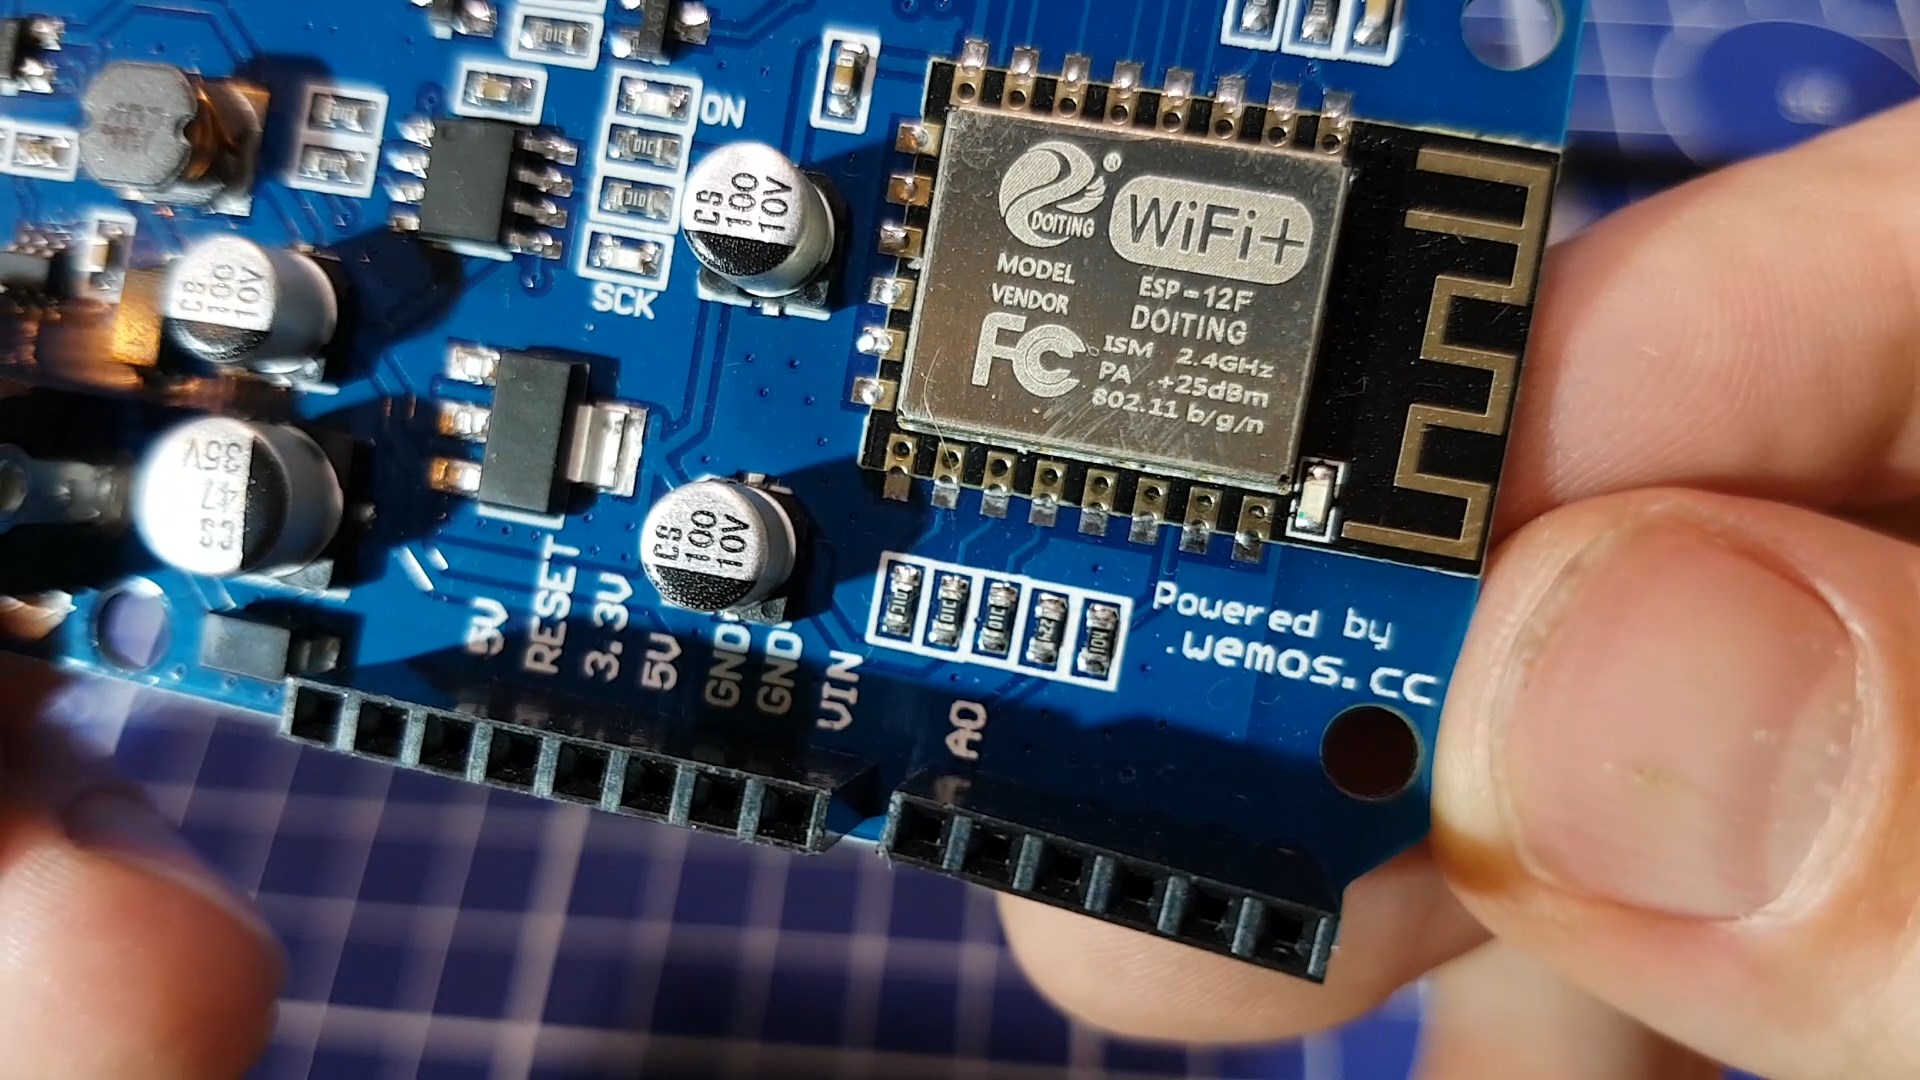 ON
SCK
CS
100
10V
CS
100
10V
CS
100
10V
35V
47
CS
DOITING
®
WiFi+
MODEL
ESP-12F
VENDOR
DOITING
FC
ISM 2.4GHz
PA +25dBm
802.11 b/g/n
5V
RESET
3.3V
5V
GND
GND
VIN
A0
Powered by
.wemos.cc